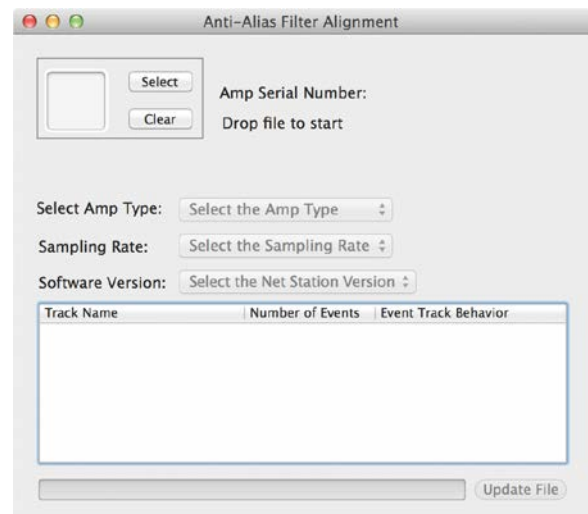 Anti-Alias Filter Alignment
Select
Clear
Amp Serial Number:
Drop file to start
Select Amp Type: Select the Amp Type
Sampling Rate: Select the Sampling Rate
Software Version: Select the Net Station Version
Track Name Number of Events Event Track Behavior
Update File